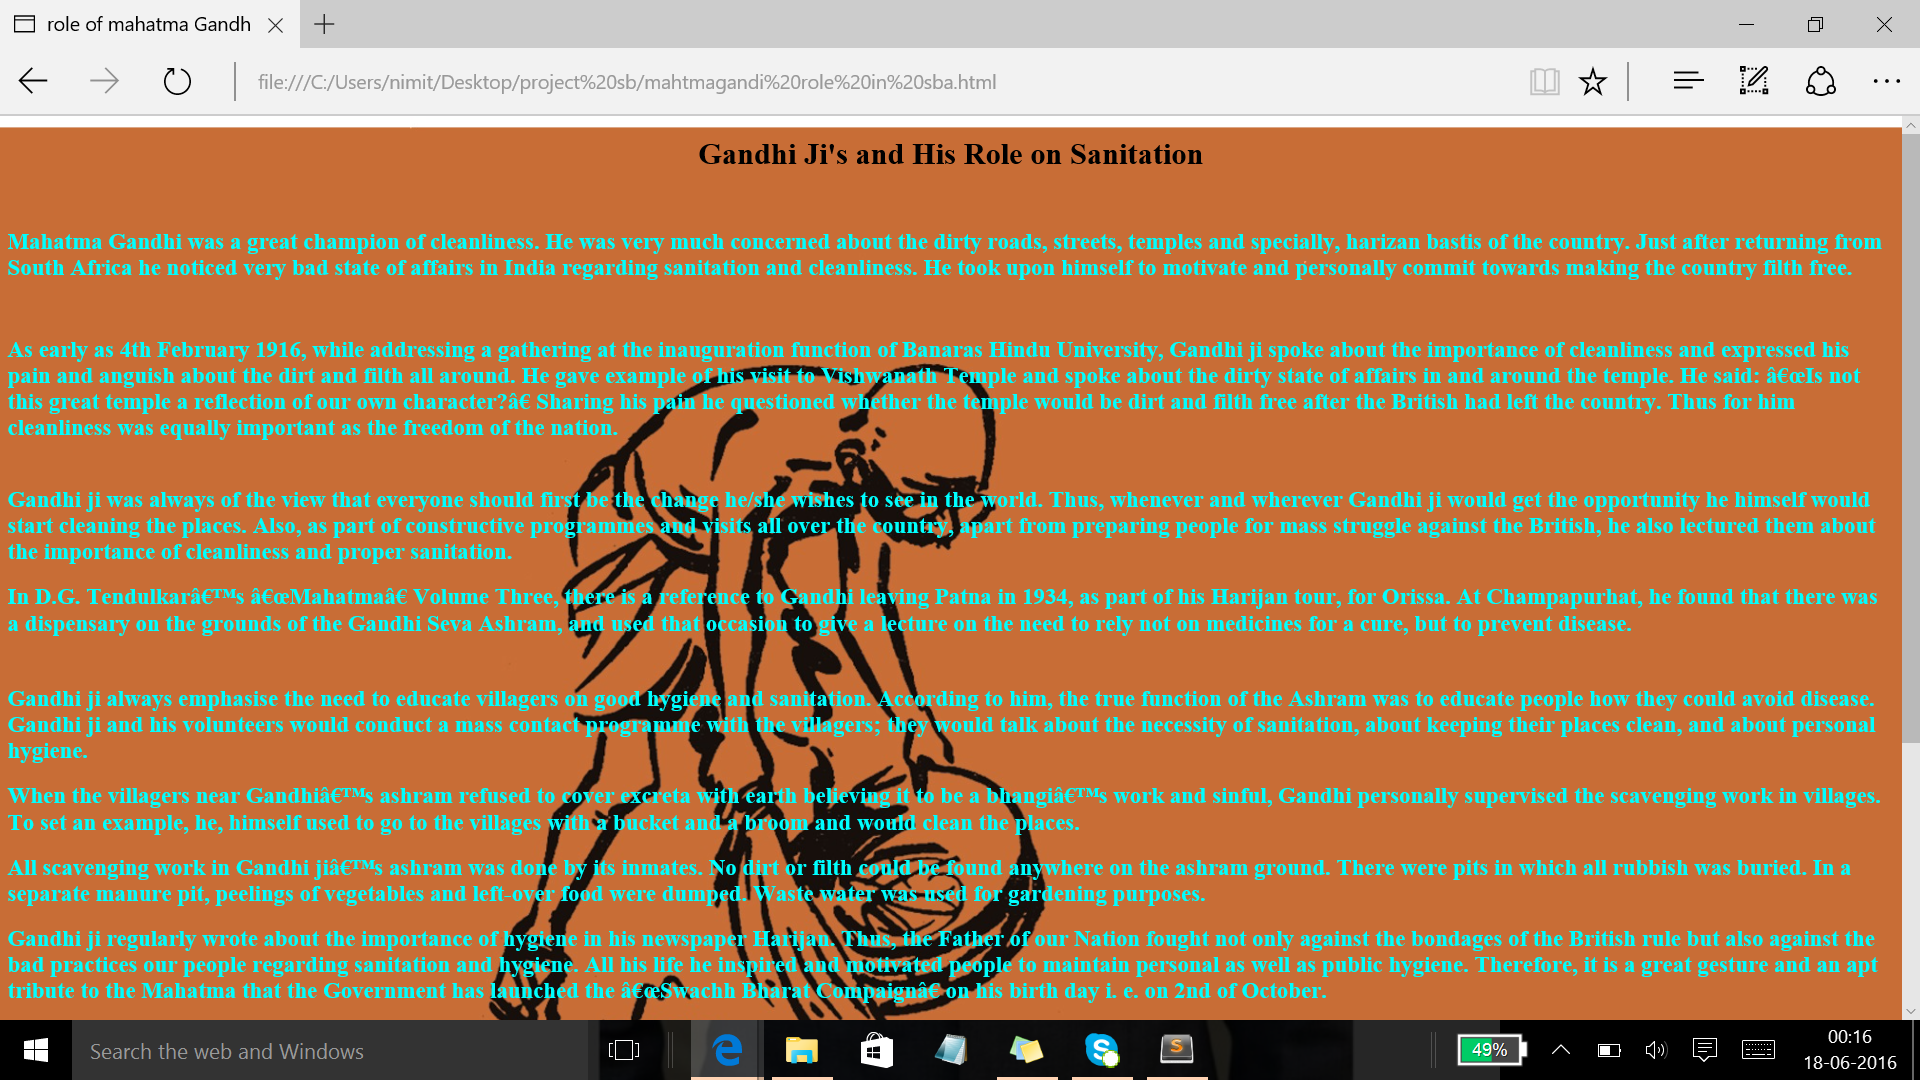 role of mahatma Gandh
file:///C:/Users/nimit/Desktop/project%20sb/mahtmagandi%20role%20in%20sba.html
Gandhi Ji's and His Role on Sanitation
Mahatma Gandhi was a great champion of cleanliness. He was very much concerned about the dirty roads, streets, temples and specially, harizan bastis of the country. Just after returning from
South Africa he noticed very bad state of affairs in India regarding sanitation and cleanliness. He took upon himself to motivate and personally commit towards making the country filth free.
As early as 4th February 1916, while addressing a gathering at the inauguration function of Banaras Hindu University, Gandhi ji spoke about the importance of cleanliness and expressed his
pain and anguish about the dirt and filth all around. He gave example of his visit to Vishwanath Temple and spoke about the dirty state of affairs in and around the temple. He said: â€œIs not
this great temple a reflection of our own character?â€ Sharing his pain he questioned whether the temple would be dirt and filth free after the British had left the country. Thus for him
cleanliness was equally important as the freedom of the nation.
Gandhi ji was always of the view that everyone should first be the change he/she wishes to see in the world. Thus, whenever and wherever Gandhi ji would get the opportunity he himself would
start cleaning the places. Also, as part of constructive programmes and visits all over the country, apart from preparing people for mass struggle against the British, he also lectured them about
the importance of cleanliness and proper sanitation.
In D.G. Tendulkarâ€™s â€œMahatmaâ€ Volume Three, there is a reference to Gandhi leaving Patna in 1934, as part of his Harijan tour, for Orissa. At Champapurhat, he found that there was
a dispensary on the grounds of the Gandhi Seva Ashram, and used that occasion to give a lecture on the need to rely not on medicines for a cure, but to prevent disease.
Gandhi ji always emphasise the need to educate villagers on good hygiene and sanitation. According to him, the true function of the Ashram was to educate people how they could avoid disease.
Gandhi ji and his volunteers would conduct a mass contact programme with the villagers; they would talk about the necessity of sanitation, about keeping their places clean, and about personal
hygiene.
When the villagers near Gandhiâ€™s ashram refused to cover excreta with earth believing it to be a bhangiâ€™s work and sinful, Gandhi personally supervised the scavenging work in villages.
To set an example, he, himself used to go to the villages with a bucket and a broom and would clean the places.
All scavenging work in Gandhi jiâ€™s ashram was done by its inmates. No dirt or filth could be found anywhere on the ashram ground. There were pits in which all rubbish was buried. In a
separate manure pit, peelings of vegetables and left-over food were dumped. Waste water was used for gardening purposes.
Gandhi ji regularly wrote about the importance of hygiene in his newspaper Harijan. Thus, the Father of our Nation fought not only against the bondages of the British rule but also against the
bad practices our people regarding sanitation and hygiene. All his life he inspired and motivated people to maintain personal as well as public hygiene. Therefore, it is a great gesture and an apt
tribute to the Mahatma that the Government has launched the â€œSwachh Bharat Compaignâ€ on his birth day i. e. on 2nd of October.
Search the web and Windows
49%
00:16
18-06-2016